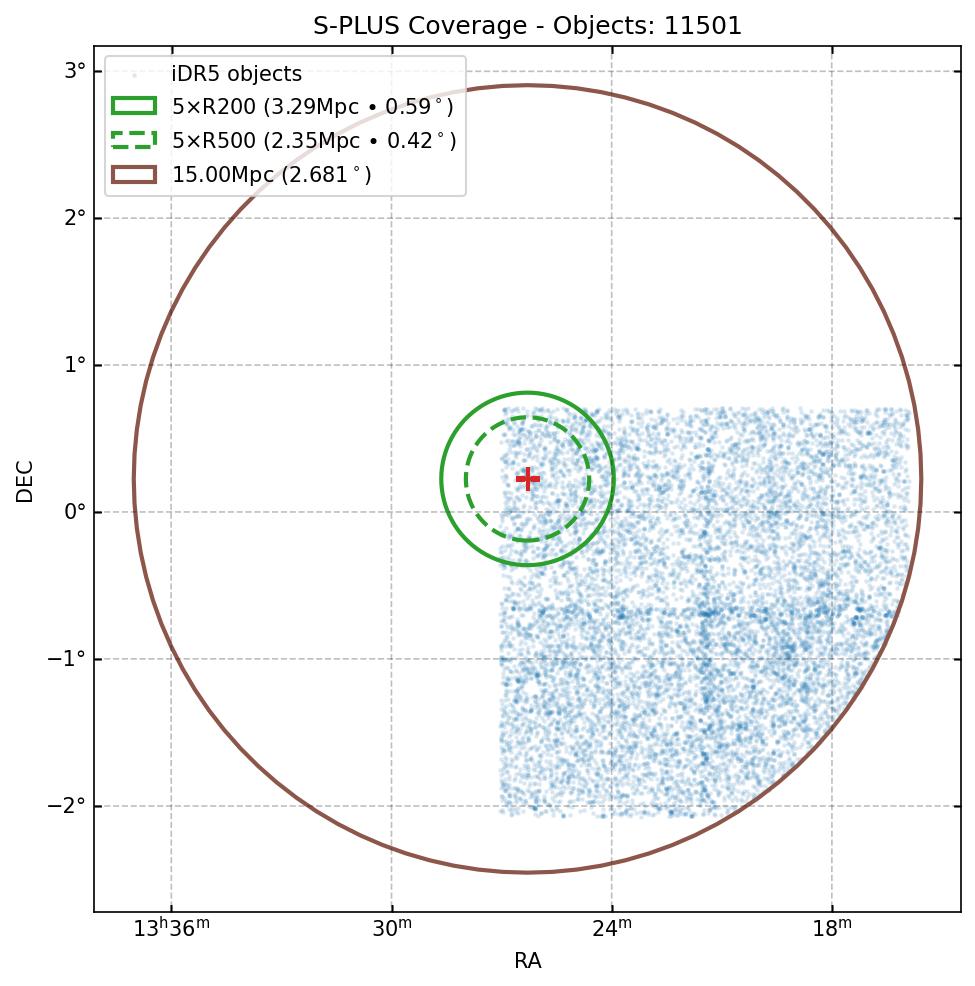 S-PLUS Coverage - Objects: 11501
iDR5 objects
5×R200 (3.29Mpc • 0.59°)
5×R500 (2.35Mpc • 0.42°)
15.00Mpc (2.681°)
3°
2°
1°
0°
−1°
−2°
DEC
13ʰ36ᵐ 30ᵐ 24ᵐ 18ᵐ
RA